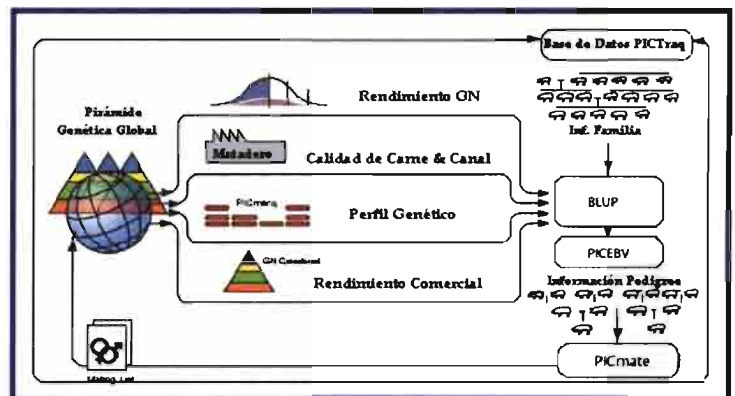 Base de Datos PICTraq
Rendimiento GN
Pirámide
Genética Global
Inf. Familia
Matadero
Calidad de Carne & Canal
BLUP
PICmarq
Perfil Genético
PICEBV
GN Comercial
Rendimiento Comercial
Información Pedigree
PICmate
Mating List